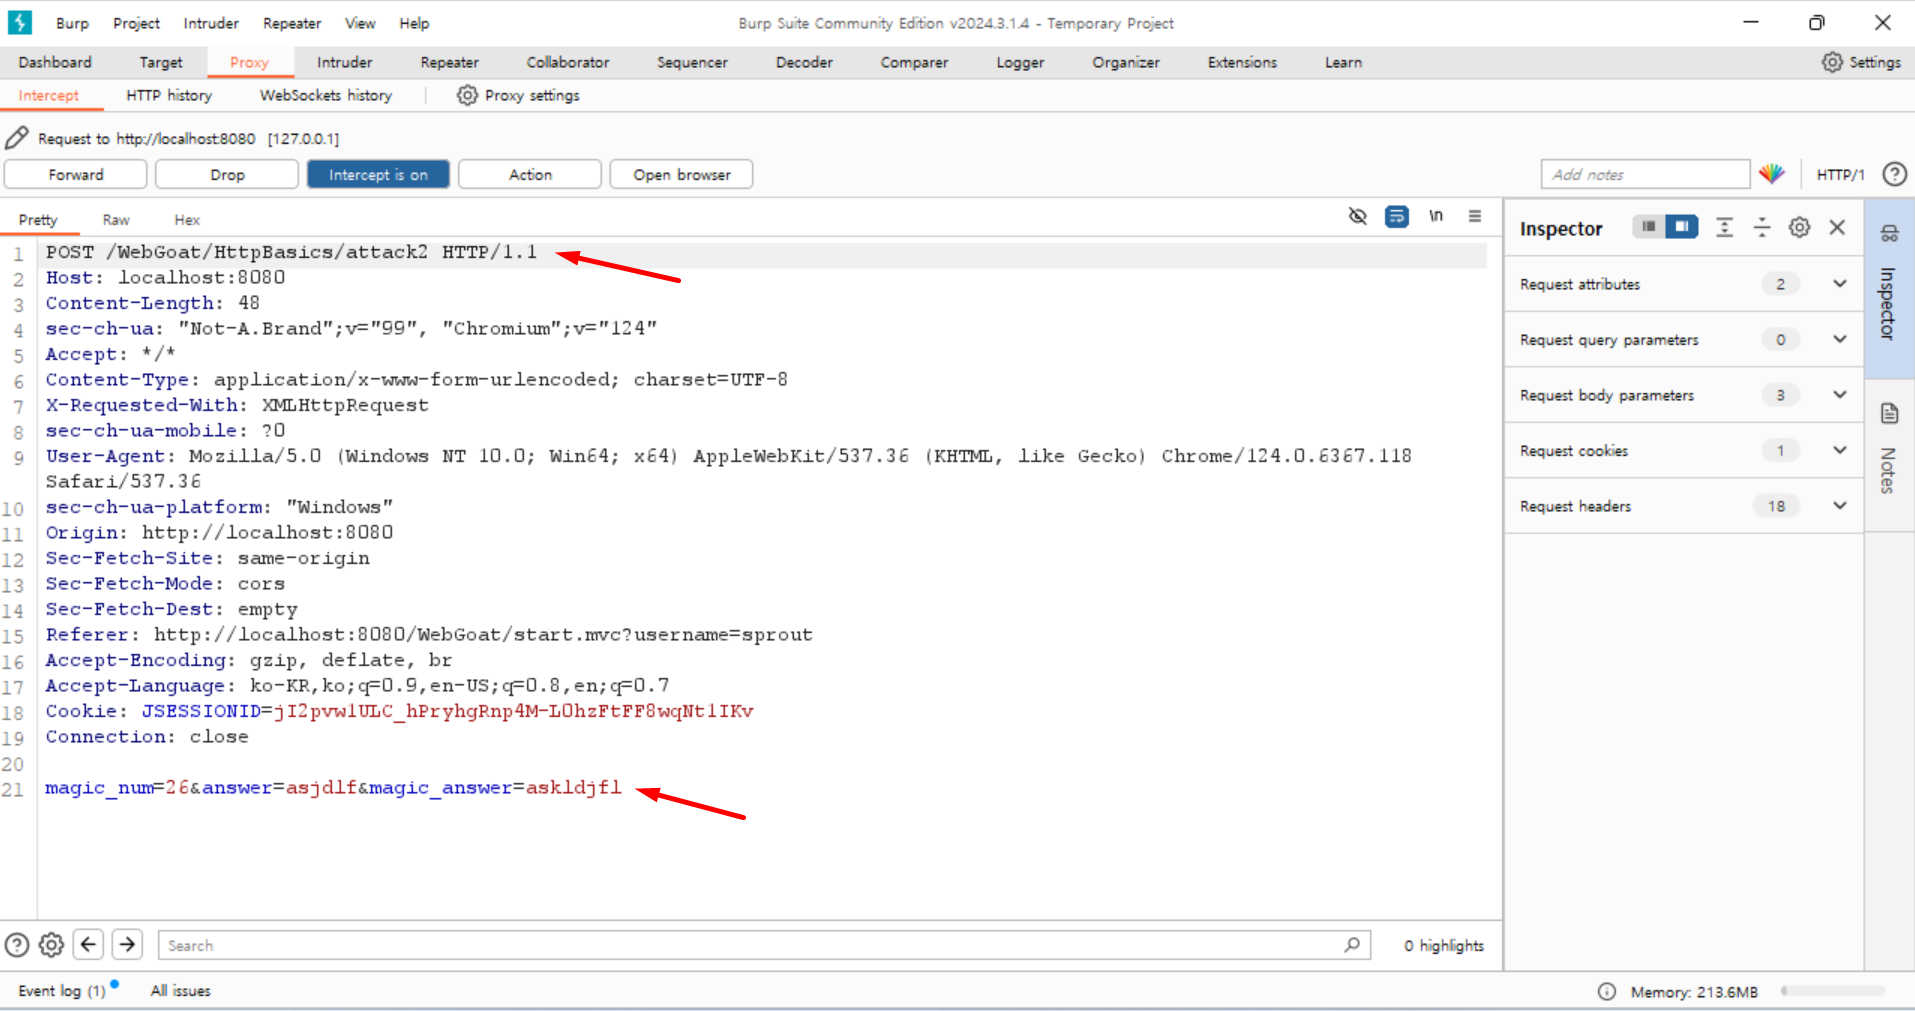 Burp Project Intruder Repeater View Help Burp Suite Community Edition v2024.3.1.4 - Temporary Project
Dashboard Target Proxy Intruder Repeater Collaborator Sequencer Decoder Comparer Logger Organizer Extensions Learn Settings
Intercept HTTP history WebSockets history Proxy settings
Request to http://localhost:8080 [127.0.0.1]
Forward Drop Intercept is on Action Open browser Add notes HTTP/1 ?
Pretty Raw Hex \n
Inspector
1 POST /WebGoat/HttpBasics/attack2 HTTP/1.1
2 Host: localhost:8080
3 Content-Length: 48
4 sec-ch-ua: "Not-A.Brand";v="99", "Chromium";v="124"
5 Accept: */*
6 Content-Type: application/x-www-form-urlencoded; charset=UTF-8
7 X-Requested-With: XMLHttpRequest
8 sec-ch-ua-mobile: ?0
9 User-Agent: Mozilla/5.0 (Windows NT 10.0; Win64; x64) AppleWebKit/537.36 (KHTML, like Gecko) Chrome/124.0.6367.118
Safari/537.36
10 sec-ch-ua-platform: "Windows"
11 Origin: http://localhost:8080
12 Sec-Fetch-Site: same-origin
13 Sec-Fetch-Mode: cors
14 Sec-Fetch-Dest: empty
15 Referer: http://localhost:8080/WebGoat/start.mvc?username=sprout
16 Accept-Encoding: gzip, deflate, br
17 Accept-Language: ko-KR,ko;q=0.9,en-US;q=0.8,en;q=0.7
18 Cookie: JSESSIONID=jI2pvw1ULC_hPryhgRnp4M-L0hzFtFF8wqNt1IKv
19 Connection: close
20
21 magic_num=26&answer=asjdlf&magic_answer=askldjfl
Request attributes 2
Request query parameters 0
Request body parameters 3
Request cookies 1
Request headers 18
Inspector
Notes
? Search 0 highlights
Event log (1) All issues Memory: 213.6MB